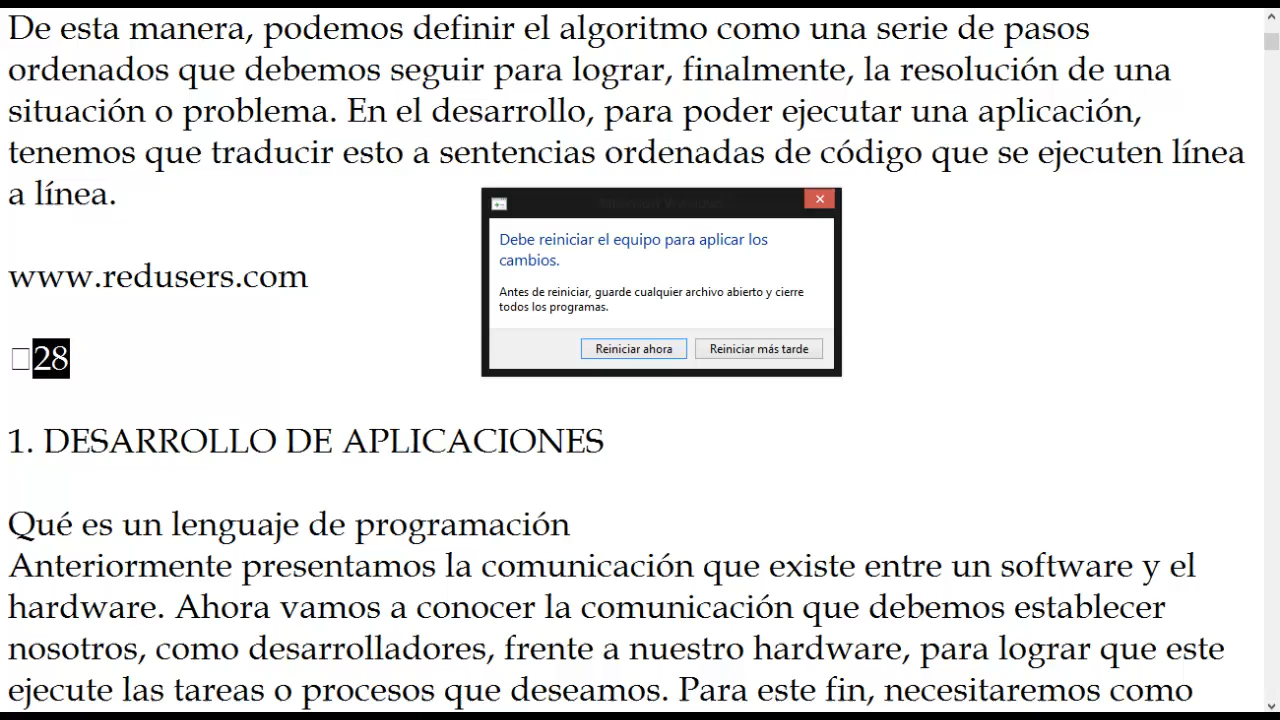 De esta manera, podemos definir el algoritmo como una serie de pasos
ordenados que debemos seguir para lograr, finalmente, la resolución de una
situación o problema. En el desarrollo, para poder ejecutar una aplicación,
tenemos que traducir esto a sentencias ordenadas de código que se ejecuten línea
a línea.
Debe reiniciar el equipo para aplicar los
cambios.
Antes de reiniciar, guarde cualquier archivo abierto y cierre
todos los programas.
Reiniciar ahora
Reiniciar más tarde
www.redusers.com
28
1. DESARROLLO DE APLICACIONES
Qué es un lenguaje de programación
Anteriormente presentamos la comunicación que existe entre un software y el
hardware. Ahora vamos a conocer la comunicación que debemos establecer
nosotros, como desarrolladores, frente a nuestro hardware, para lograr que este
ejecute las tareas o procesos que deseamos. Para este fin, necesitaremos como